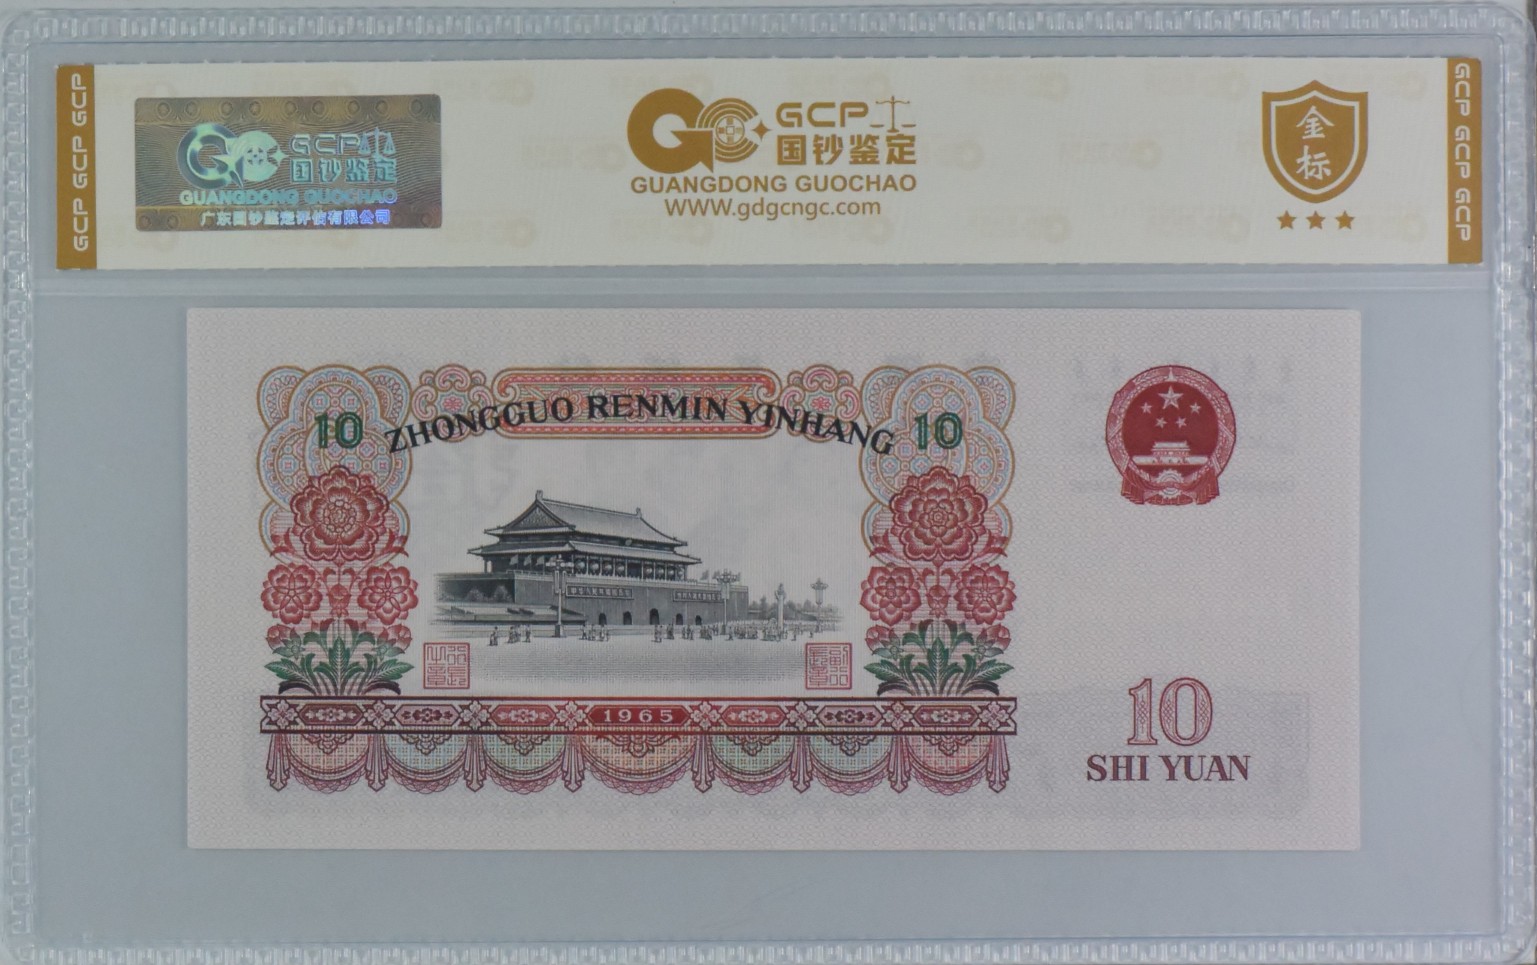 GCP GCP GCP
GCP
国钞鉴定
GUANGDONG GUOCHAO
广东国钞鉴定评估有限公司
GCP
国钞鉴定
GUANGDONG GUOCHAO
WWW.gdgcngc.com
金标
GCP GCP GCP
10 ZHONGGUO RENMIN YINHANG 10
1965
10
SHI YUAN